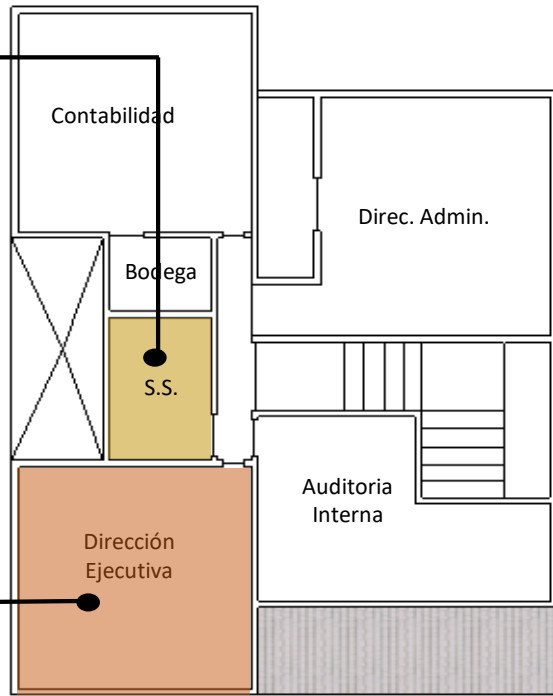 Contabilidad
Direc. Admin.
Bodega
S.S.
Auditoria
Interna
Dirección
Ejecutiva